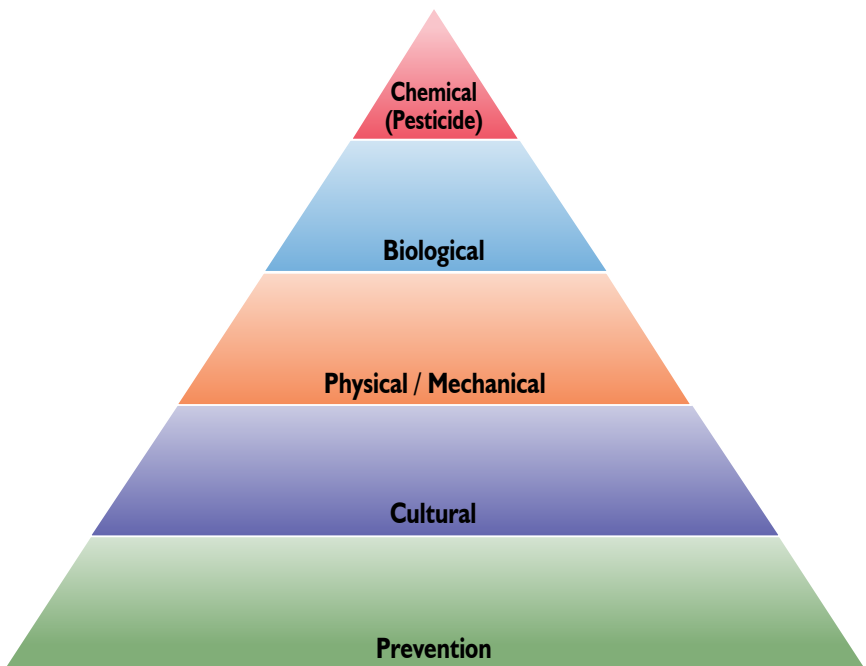 Chemical
(Pesticide)
Biological
Physical / Mechanical
Cultural
Prevention